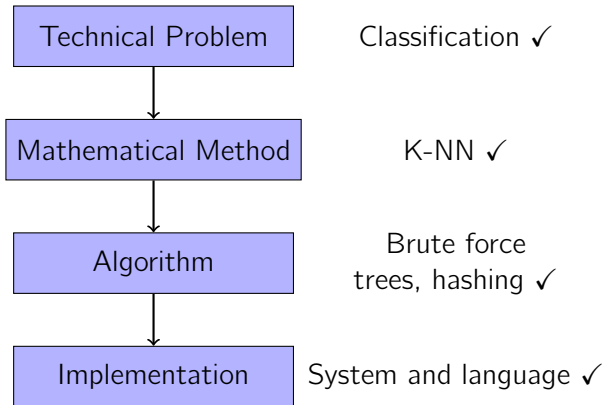 Technical Problem
Classification ✓
Mathematical Method
K-NN ✓
Algorithm
Brute force
trees, hashing ✓
Implementation
System and language ✓